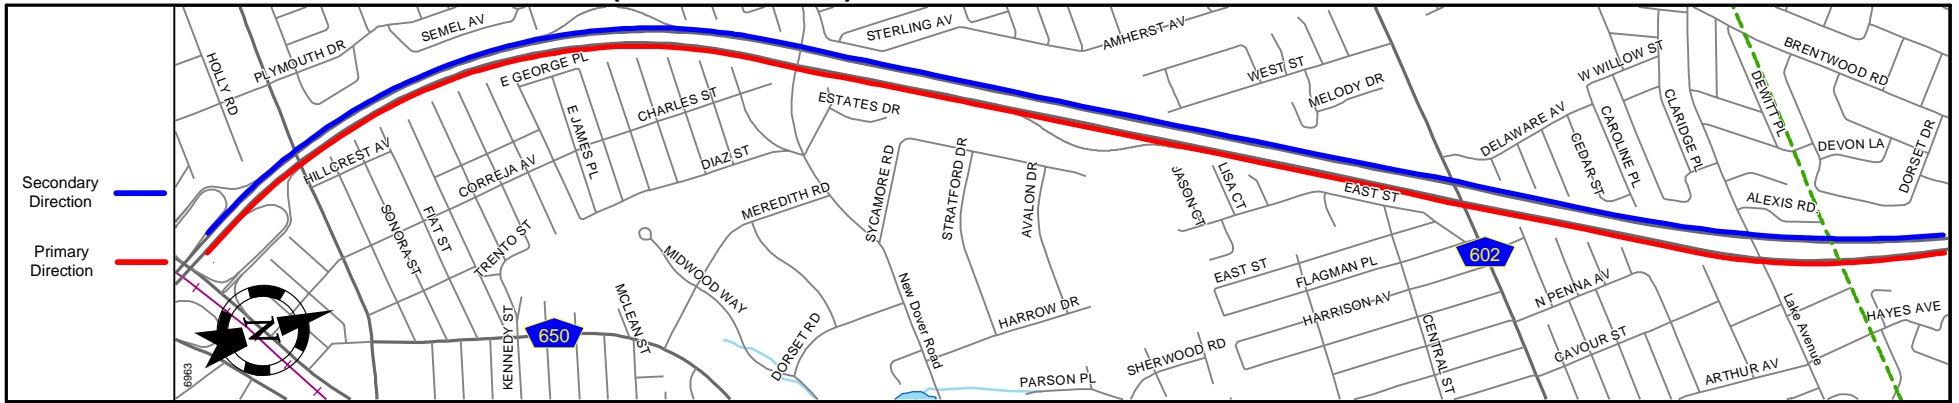 Secondary
Direction
Primary
Direction
HOLLY RD
PLYMOUTH DR
SEMEL AV
E GEORGE PL
STERLING AV
AMHERST AV
WEST ST
MELODY DR
W WILLOW ST
BRENTWOOD RD
DEWITT PL
CLARIDGE PL
CAROLINE PL
CEDAR ST
DELAWARE AV
DEVON LA
DORSET DR
ALEXIS RD
HILLCREST AV
CORREJA AV
E JAMES PL
CHARLES ST
DIAZ ST
ESTATES DR
SONORA ST
FIAT ST
TRENTO ST
MEREDITH RD
SYCAMORE RD
STRATFORD DR
AVALON DR
JASON CT
LISA CT
EAST ST
EAST ST
FLAGMAN PL
HARRISON AV
602
N PENNA AV
Lake Avenue
HAYES AVE
MIDWOOD WAY
MCLEAN ST
KENNEDY ST
650
DORSET RD
New Dover Road
HARROW DR
PARSON PL
SHERWOOD RD
CENTRAL ST
CAVOUR ST
ARTHUR AV
N
6963